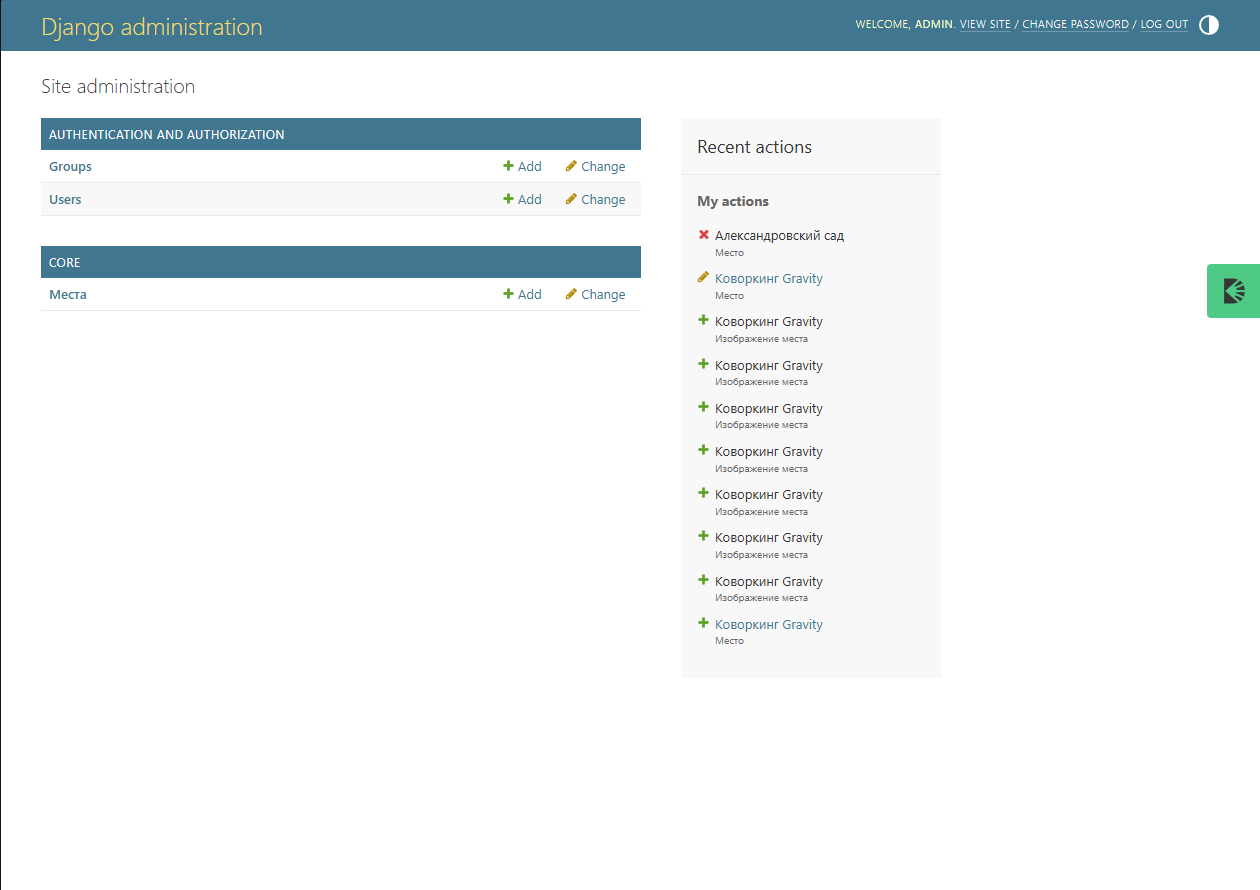 Django administration
WELCOME, ADMIN. VIEW SITE / CHANGE PASSWORD / LOG OUT
Site administration
AUTHENTICATION AND AUTHORIZATION
Groups Add Change
Users Add Change
CORE
Места Add Change
Recent actions
My actions
Александровский сад
Место
Коворкинг Gravity
Место
Коворкинг Gravity
Изображение места
Коворкинг Gravity
Изображение места
Коворкинг Gravity
Изображение места
Коворкинг Gravity
Изображение места
Коворкинг Gravity
Изображение места
Коворкинг Gravity
Изображение места
Коворкинг Gravity
Изображение места
Коворкинг Gravity
Место